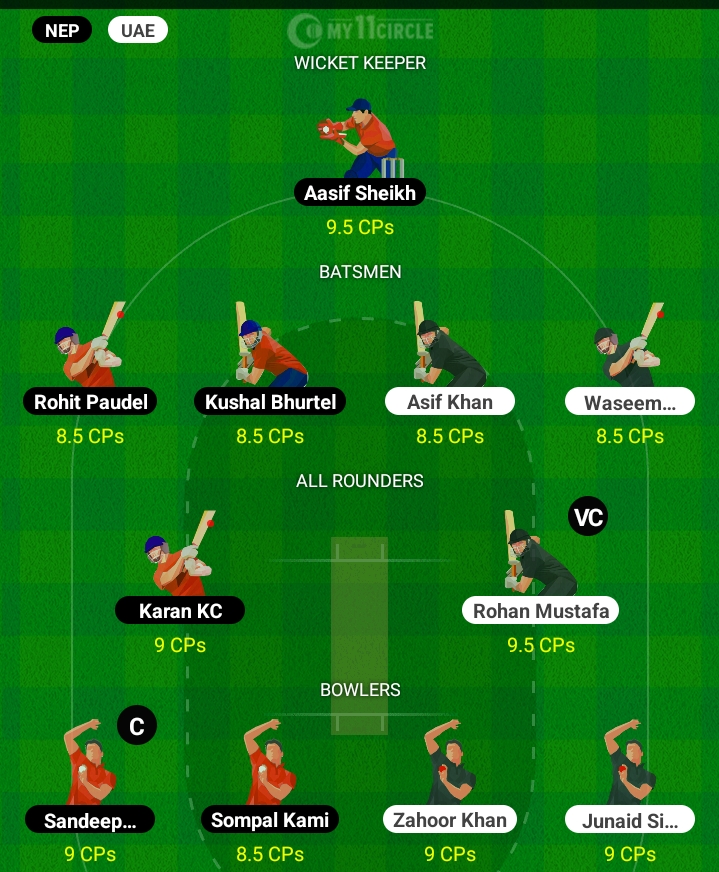 NEP UAE MY11CIRCLE
WICKET KEEPER
Aasif Sheikh
9.5 CPs
BATSMEN
Rohit Paudel Kushal Bhurtel Asif Khan Waseem...
8.5 CPs 8.5 CPs 8.5 CPs 8.5 CPs
ALL ROUNDERS
VC
Karan KC Rohan Mustafa
9 CPs 9.5 CPs
BOWLERS
C
Sandeep... Sompal Kami Zahoor Khan Junaid Si...
9 CPs 8.5 CPs 9 CPs 9 CPs